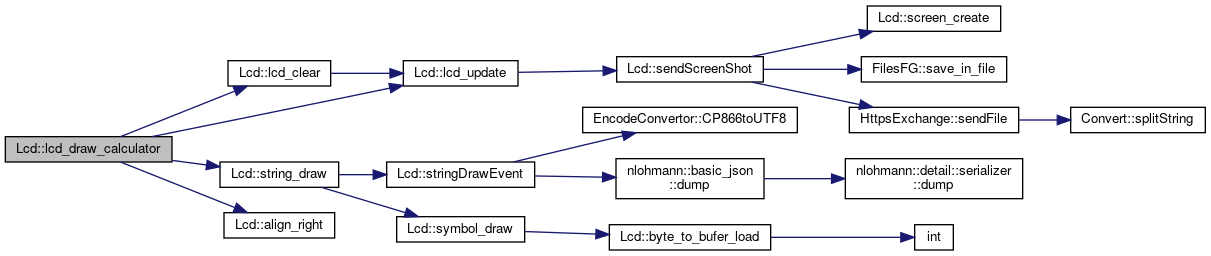 Lcd::screen_create
Lcd::lcd_clear
Lcd::lcd_update
Lcd::sendScreenShot
FilesFG::save_in_file
EncodeConvertor::CP866toUTF8
HttpsExchange::sendFile
Convert::splitString
Lcd::lcd_draw_calculator
Lcd::string_draw
Lcd::stringDrawEvent
nlohmann::basic_json
::dump
nlohmann::detail::serializer
::dump
Lcd::align_right
Lcd::symbol_draw
Lcd::byte_to_bufer_load
int